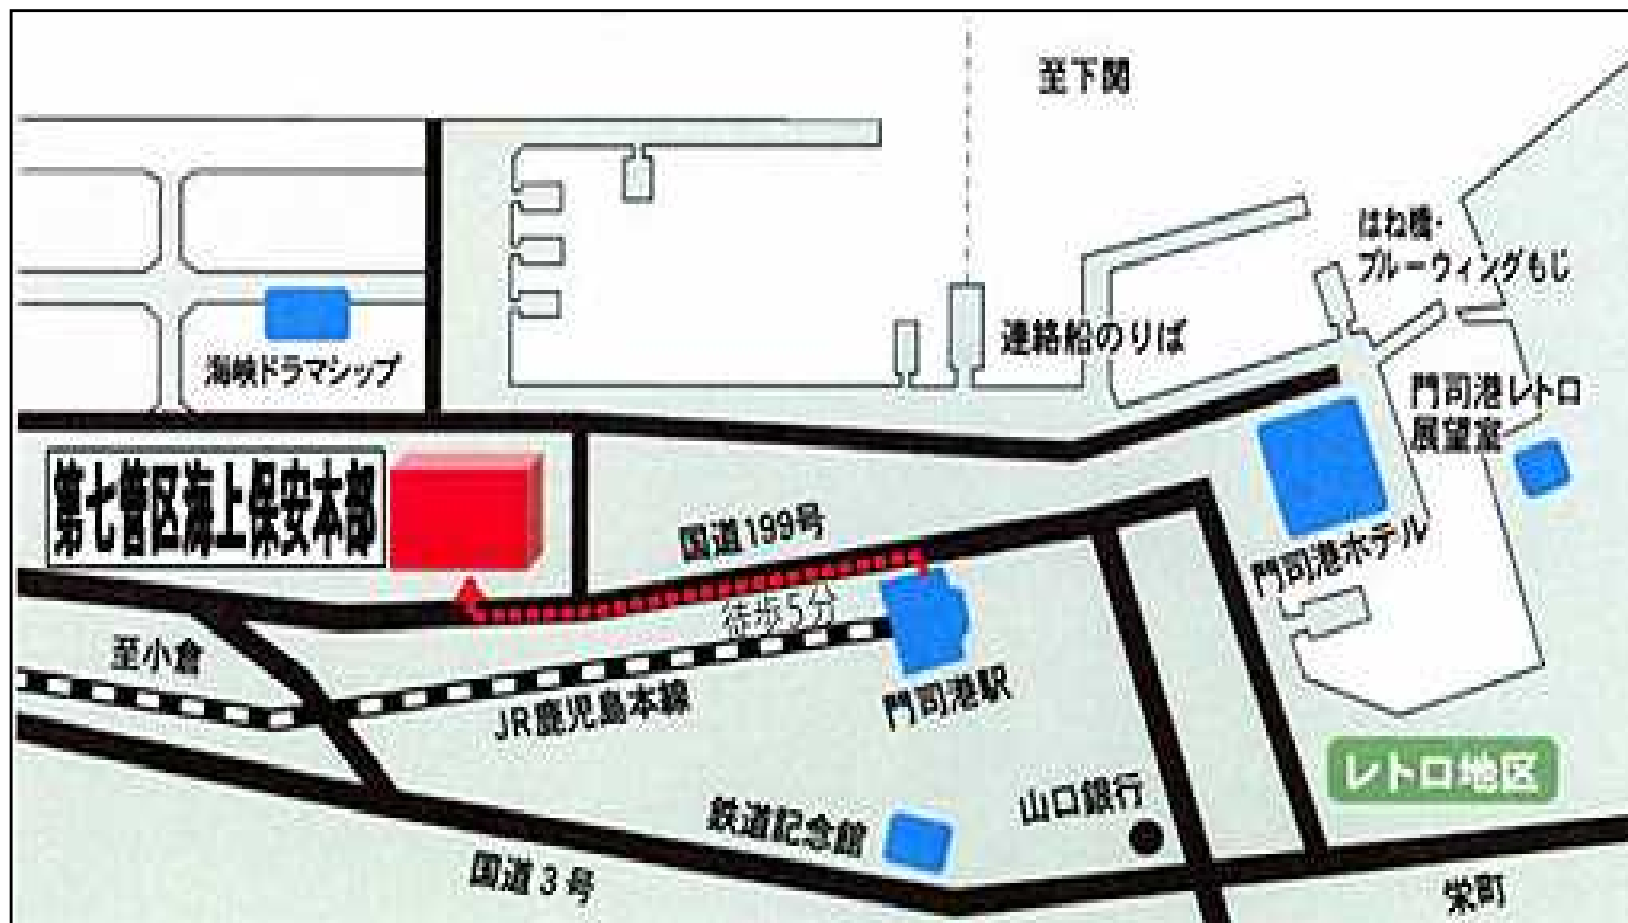 至下関
はね橋・
ブルーウィングもじ
連絡船のりば
海峡ドラマシップ
門司港レトロ
展望室
第七管区海上保安本部
国道199号
門司港ホテル
徒歩5分
至小倉
JR鹿児島本線
門司港駅
レトロ地区
山口銀行
鉄道記念館
国道3号
栄町